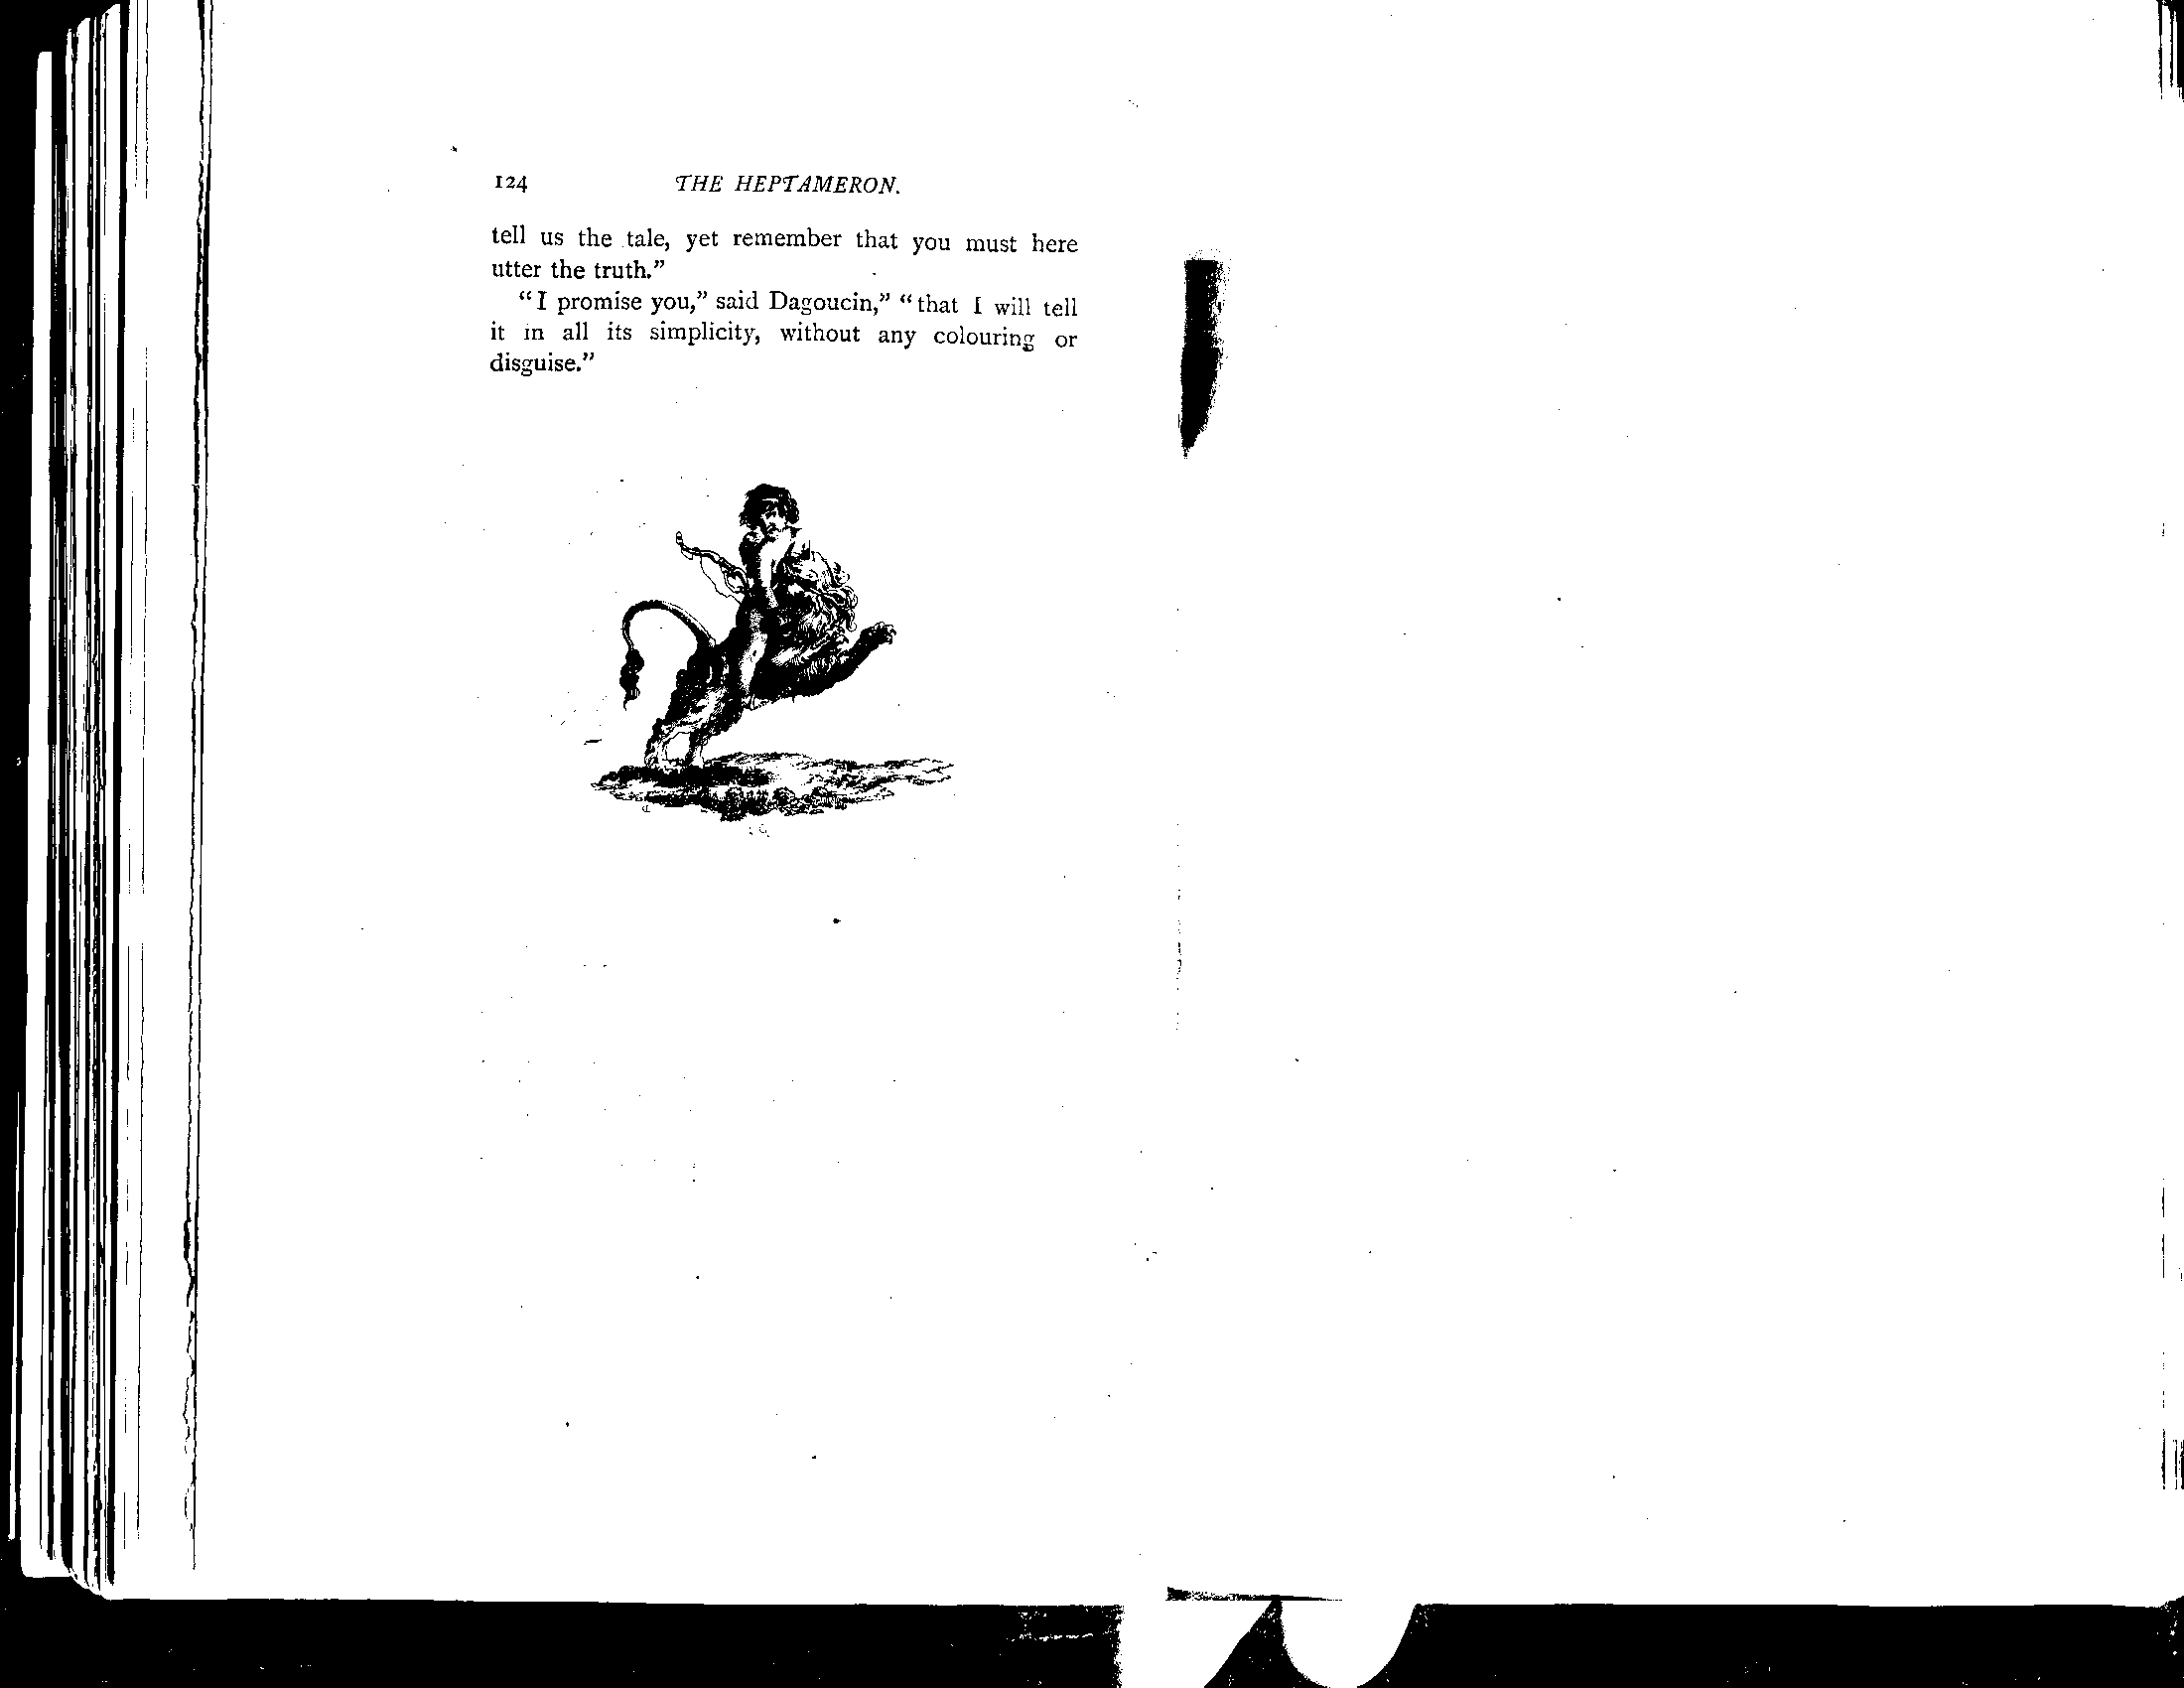 124 THE HEPTAMERON.
tell us the tale, yet remember that you must here
utter the truth.”
“I promise you,” said Dagoucin,” “that I will tell
it in all its simplicity, without any colouring or
disguise.”